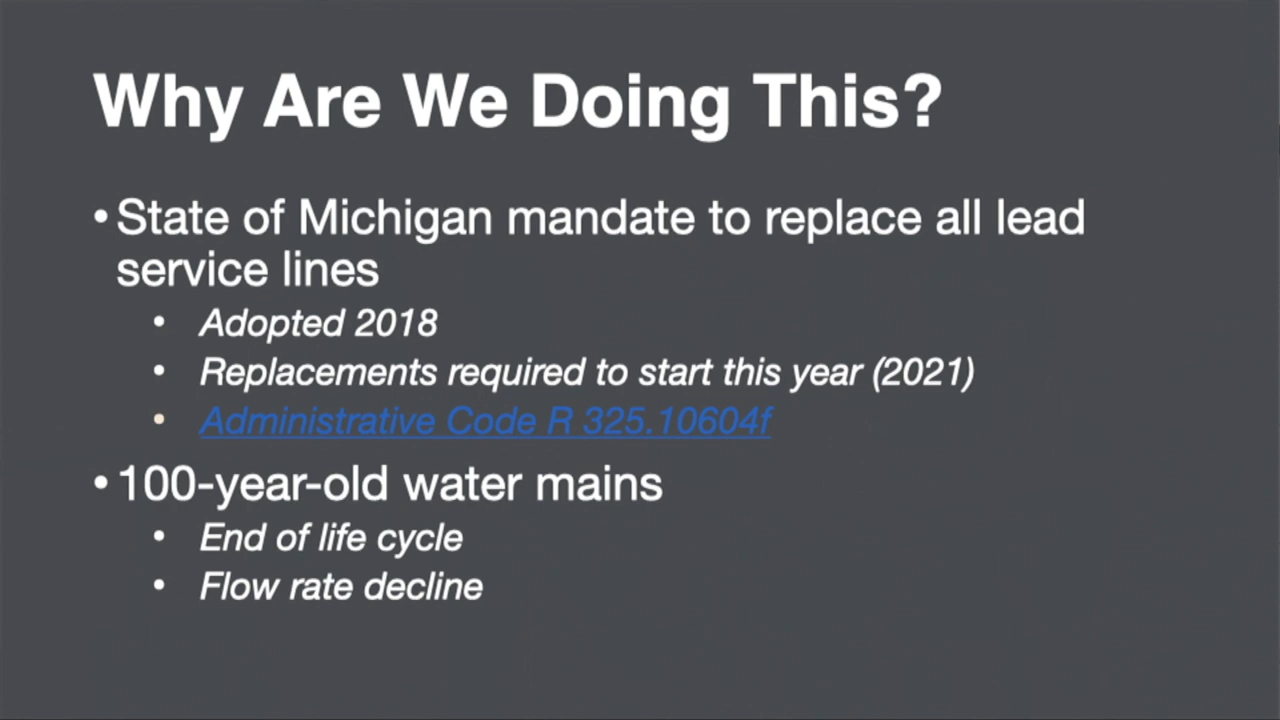 Why Are We Doing This?
• State of Michigan mandate to replace all lead
service lines
• Adopted 2018
• Replacements required to start this year (2021)
• Administrative Code R 325.10604f
• 100-year-old water mains
• End of life cycle
• Flow rate decline